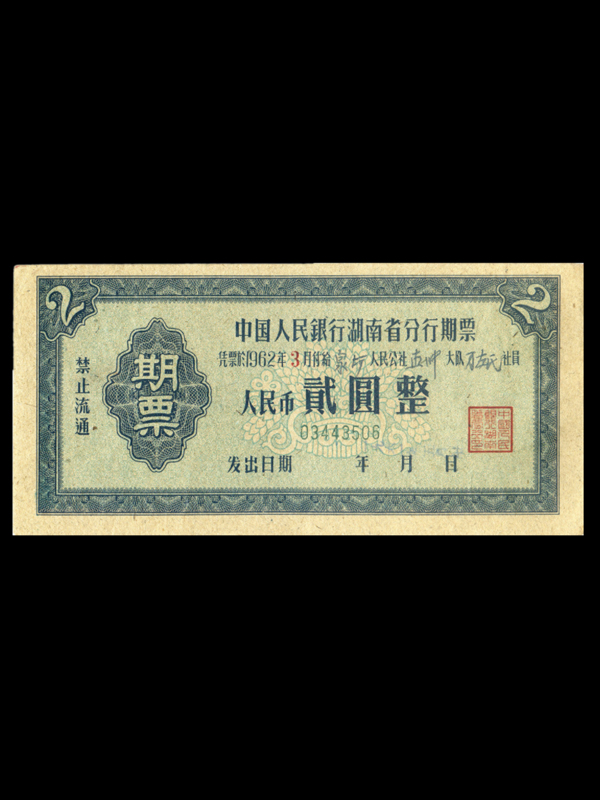 2 2
中国人民銀行湖南省分行期票
凭票於1962年3月付給 人民公社 大队 社員
期票
禁止流通
人民币 貳圓整
03443506
发出日期 年 月 日